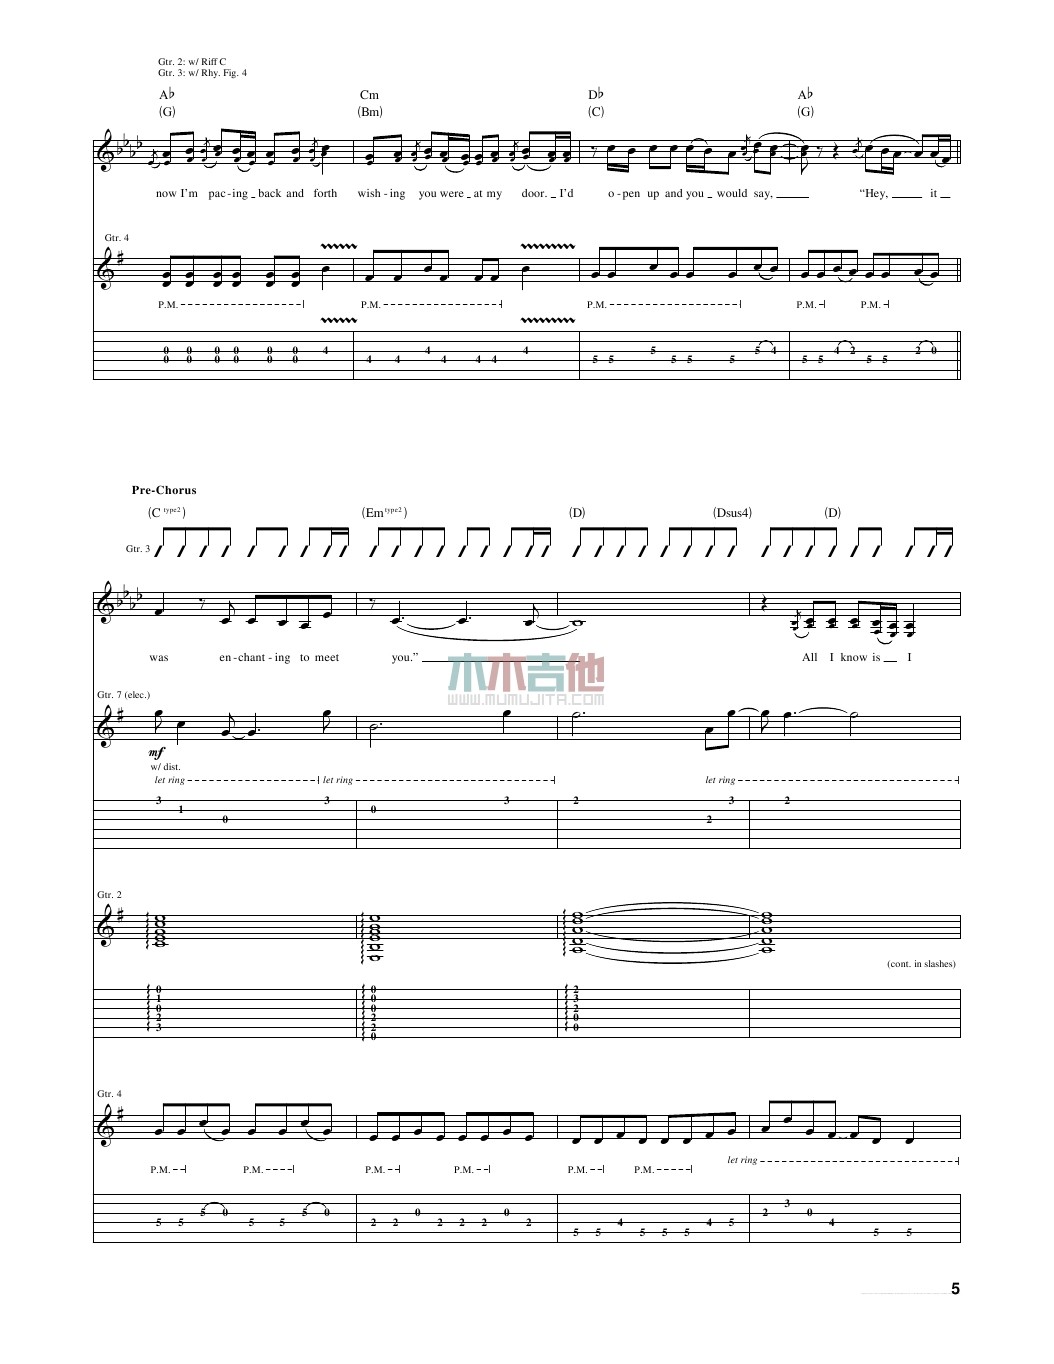 Gtr. 2: w/ Riff C
Gtr. 3: w/ Rhy. Fig. 4
A♭ Cm D♭ A♭
(G) (Bm) (C) (G)
now I'm pac-ing back and forth wish-ing you were at my door. I'd o-pen up and you would say, "Hey, it
Gtr. 4
P.M. P.M. P.M. P.M. P.M.
0 0 0 0 0 0 4 4 4 5 4
0 0 0 0 0 0 4 4 4 4 4 5 5 5 5 5 5 4 5 5 4 2 5 5 2 0
Pre-Chorus
(C type2) (Em type2) (D) (Dsus4) (D)
Gtr. 3
was en-chant-ing to meet you." All I know is I
木木吉他
WWW.MUMUJITA.COM
Gtr. 7 (elec.)
mf
w/ dist.
let ring let ring let ring
3 3 3 2 3 2
1 0
0 2
Gtr. 2
(cont. in slashes)
0 0 2
1 0 3
0 0 2
2 2 0
3 2 0
0
Gtr. 4
P.M. P.M. P.M. P.M. P.M. P.M. let ring
5 5 5 0 5 5 5 0 2 2 0 2 2 2 0 2 5 5 4 5 5 5 4 5 2 3 0 4 5 5
5